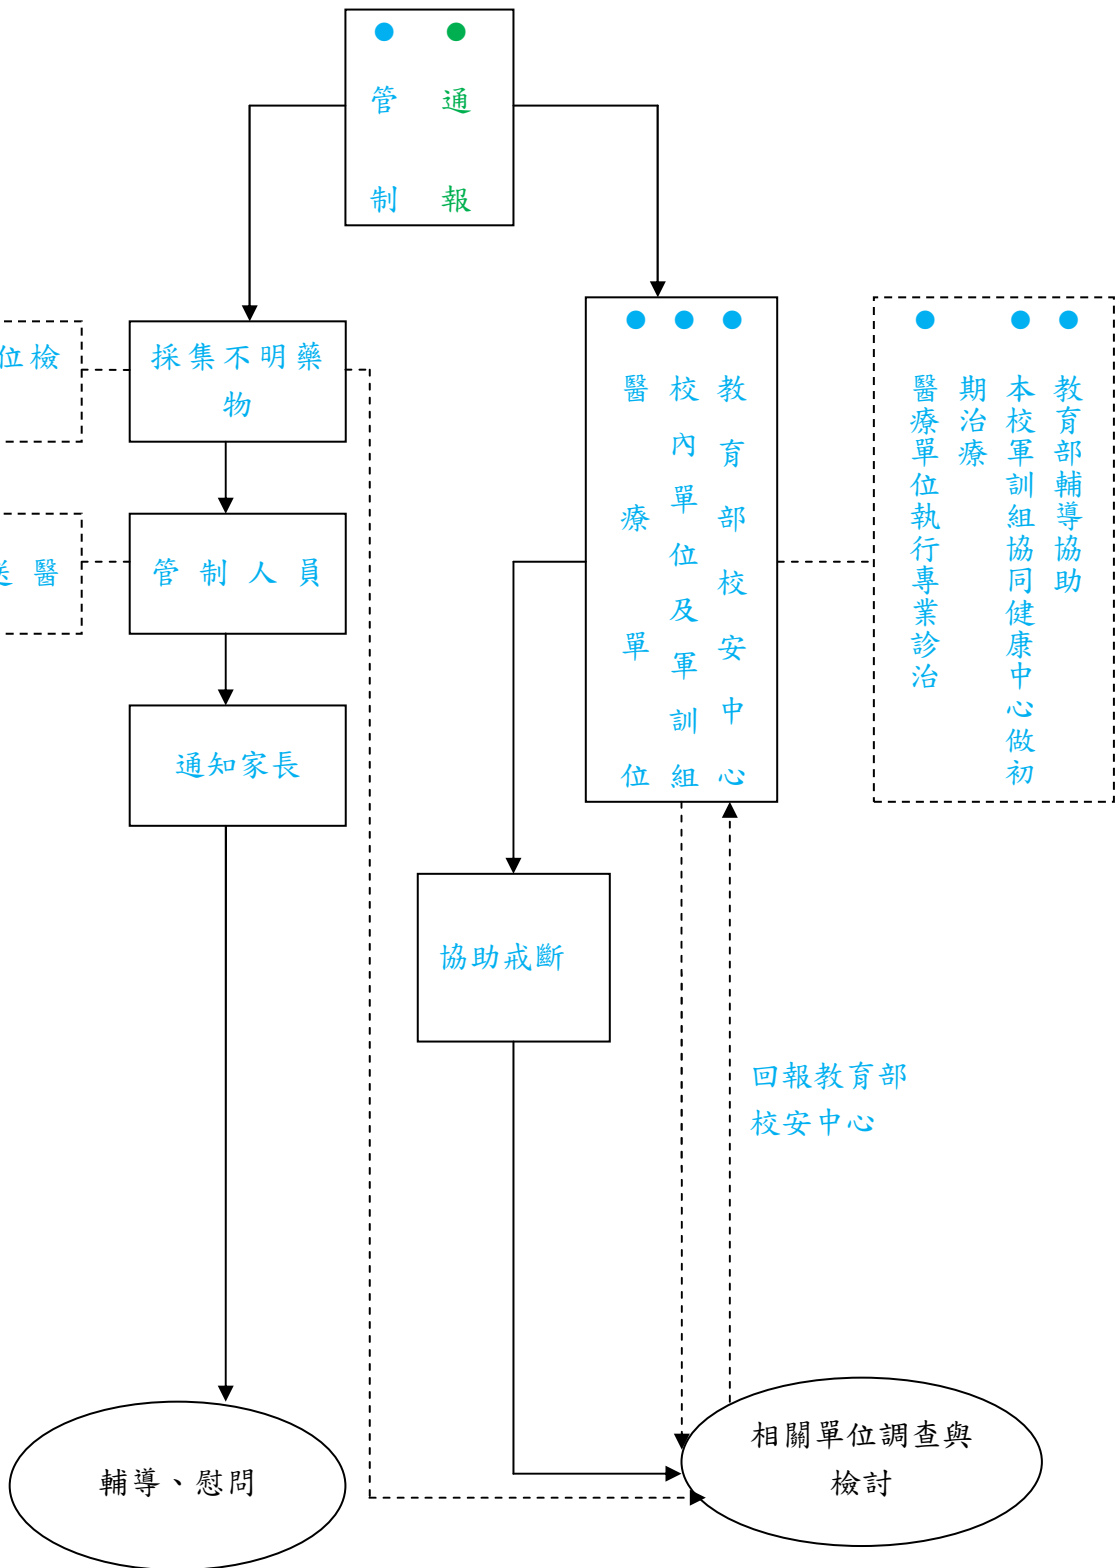 ●通報
●管制
位檢
採集不明藥
物
●教育部校安中心
●校內單位及軍訓組
●醫療單位
●教育部輔導協助
●本校軍訓組協同健康中心做初
期治療
●醫療單位執行專業診治
送醫
管制人員
通知家長
協助戒斷
回報教育部
校安中心
輔導、慰問
相關單位調查與
檢討